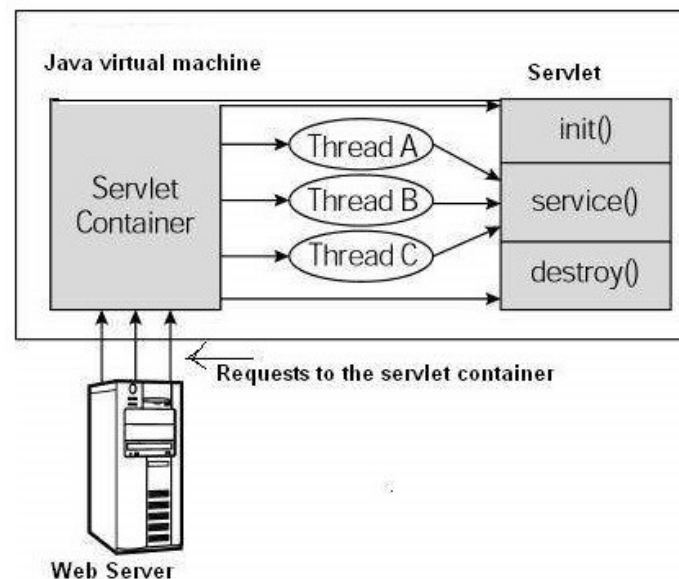 Java virtual machine
Servlet
Servlet
Container
Thread A
Thread B
Thread C
init()
service()
destroy()
Requests to the servlet container
Web Server